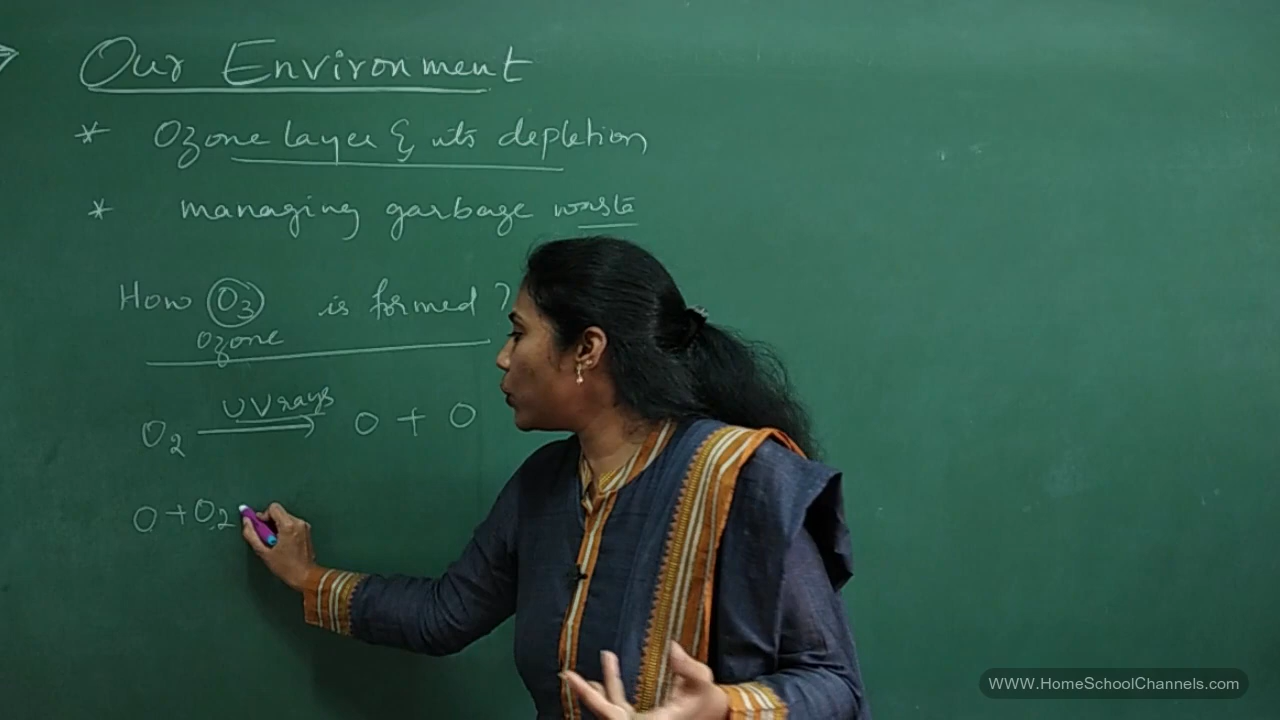 Our Environment
* Ozone layer & its depletion
* managing garbage waste
How O3 is formed ?
Ozone
O2 UV rays O + O
O + O2
WWW.HomeSchoolChannels.com